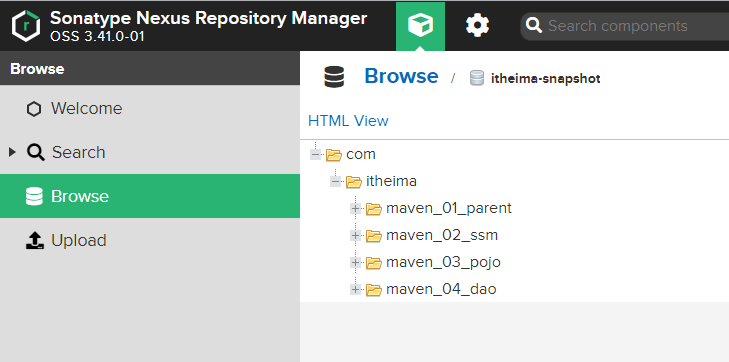 Sonatype Nexus Repository Manager
OSS 3.41.0-01
Search components
Browse
Welcome
Search
Browse
Upload
Browse / itheima-snapshot
HTML View
com
itheima
maven_01_parent
maven_02_ssm
maven_03_pojo
maven_04_dao